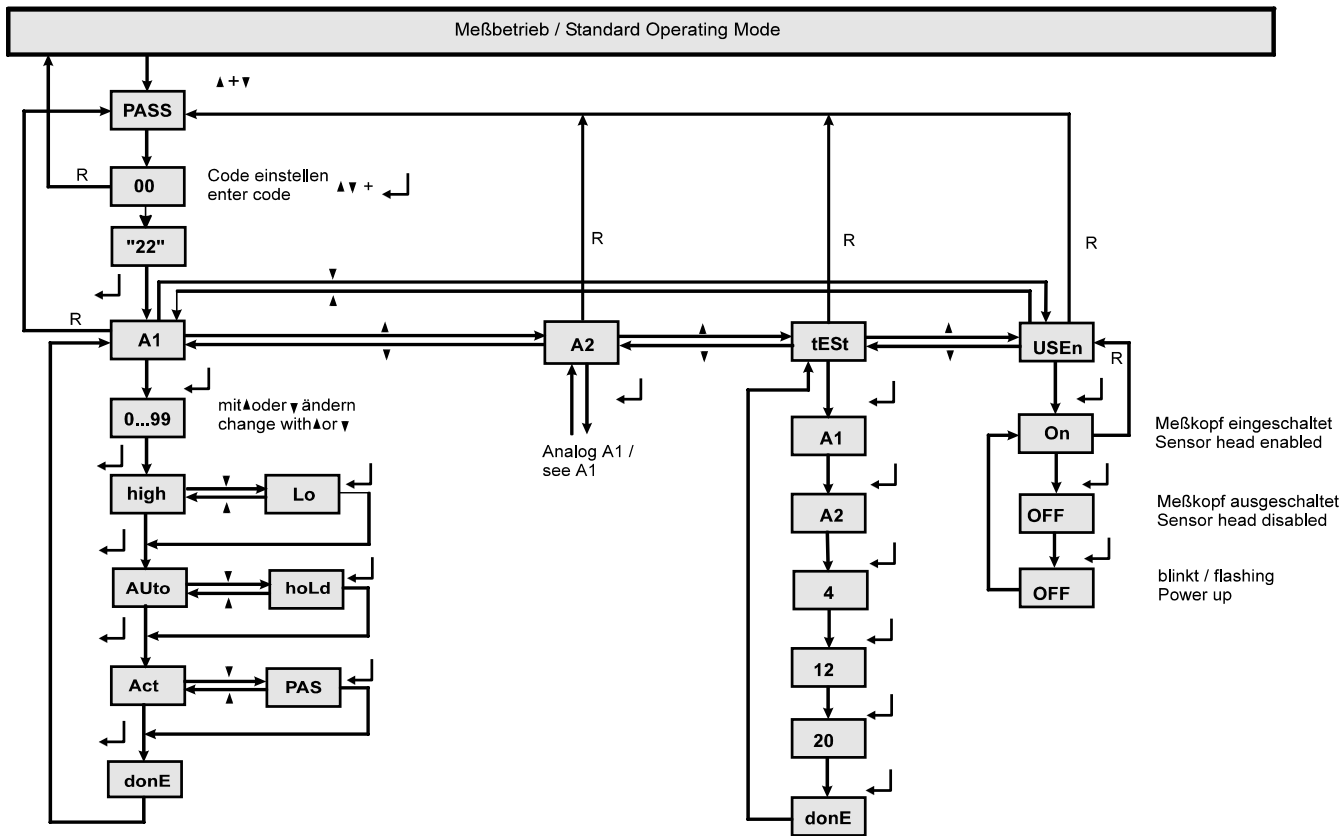 Meßbetrieb / Standard Operating Mode
▲+▼
PASS
R
00
Code einstellen
enter code
▲▼ +
"22"
R
R
▼
▲
R
A1
▲
▼
A2
▲
▼
tESt
▲
▼
USEn
R
0...99
mit▲oder▼ändern
change with▲or▼
Analog A1 /
see A1
A1
On
Meßkopf eingeschaltet
Sensor head enabled
high
▼
▲
Lo
A2
OFF
Meßkopf ausgeschaltet
Sensor head disabled
AUto
▼
▲
hoLd
4
OFF
blinkt / flashing
Power up
Act
▼
▲
PAS
12
20
donE
donE